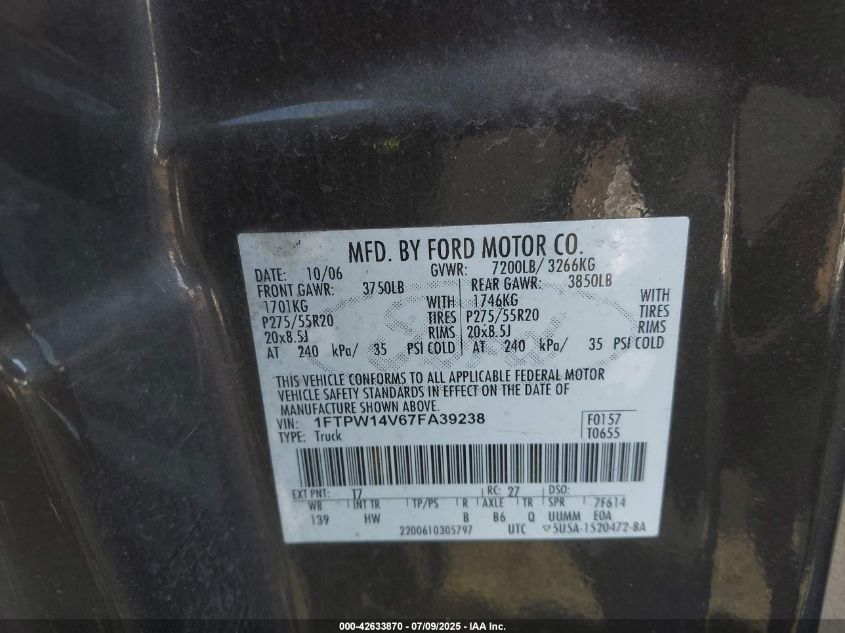 MFD. BY FORD MOTOR CO.
DATE: 10/06 GVWR: 7200LB/ 3266KG
FRONT GAWR: 3750LB REAR GAWR: 3850LB
1701KG WITH 1746KG WITH
P275/55R20 TIRES P275/55R20 TIRES
20x8.5J RIMS 20x8.5J RIMS
AT 240 kPa/ 35 PSI COLD AT 240 kPa/ 35 PSI COLD
THIS VEHICLE CONFORMS TO ALL APPLICABLE FEDERAL MOTOR
VEHICLE SAFETY STANDARDS IN EFFECT ON THE DATE OF
MANUFACTURE SHOWN ABOVE.
VIN: 1FTPW14V67FA39238 F0157
TYPE: Truck T0655
EXT PNT: T7 RC: 27 DSO:
WB INT TR TP/PS R AXLE TR SPR 7F614
139 HW B B6 Q UUMM EOA
2200610305797 UTC ▽5U5A-1520472-BA
000-42633870 / 07/09/2025 - IAA Inc.